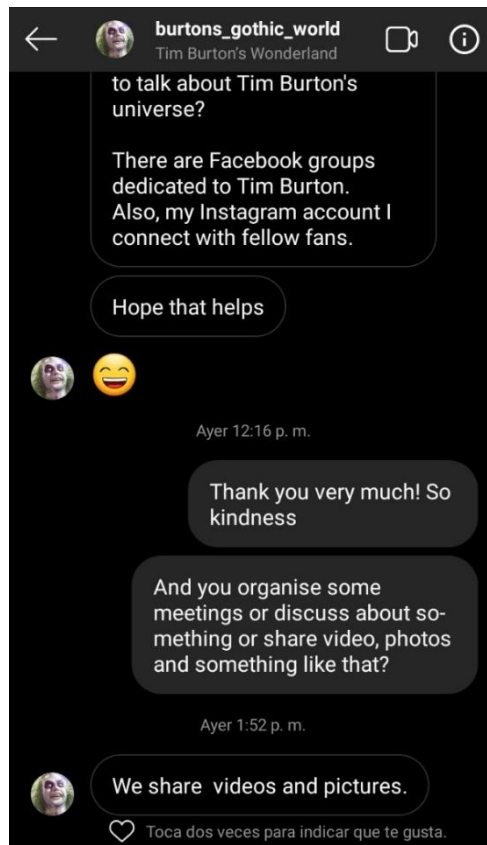 burtons_gothic_world
Tim Burton's Wonderland
to talk about Tim Burton's
universe?
There are Facebook groups
dedicated to Tim Burton.
Also, my Instagram account I
connect with fellow fans.
Hope that helps
Ayer 12:16 p. m.
Thank you very much! So
kindness
And you organise some
meetings or discuss about so-
mething or share video, photos
and something like that?
Ayer 1:52 p. m.
We share  videos and pictures.
Toca dos veces para indicar que te gusta.